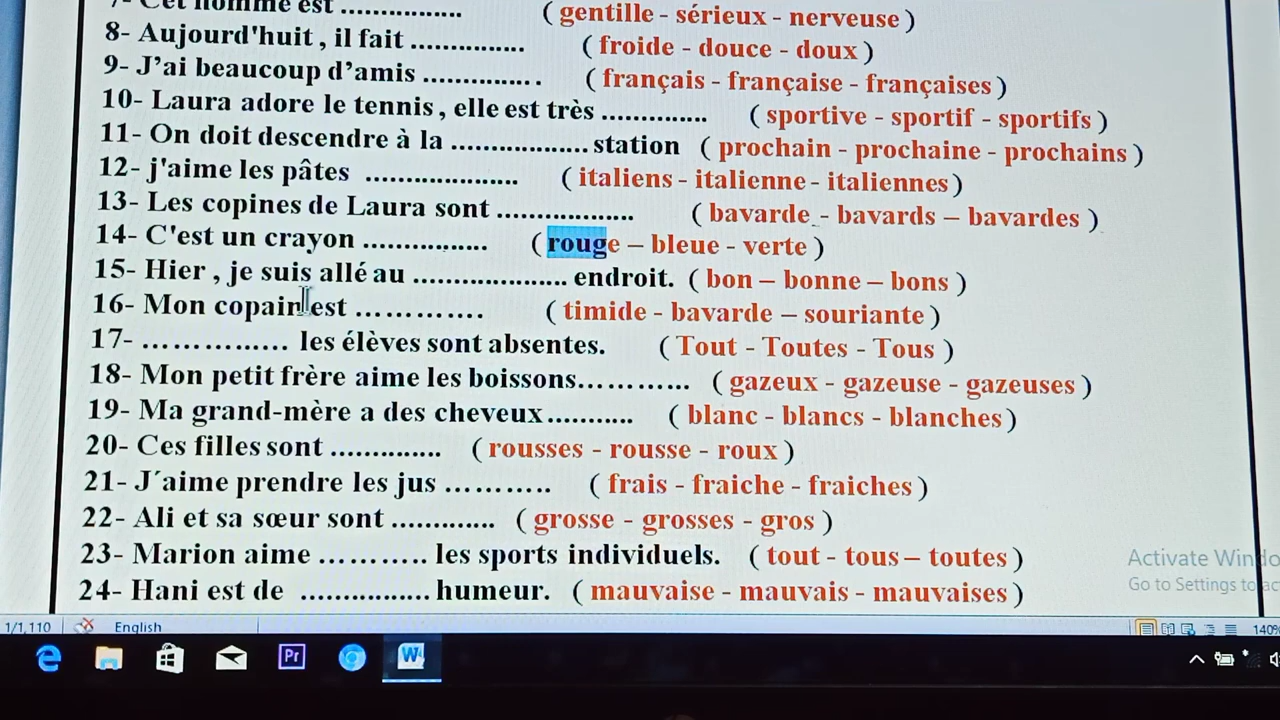 7- Cet homme est .............. ( gentille - sérieux - nerveuse )
8- Aujourd'huit , il fait .............. ( froide - douce - doux )
9- J’ai beaucoup d’amis .............. . ( français - française - françaises )
10- Laura adore le tennis , elle est très .............. ( sportive - sportif - sportifs )
11- On doit descendre à la ................. station ( prochain - prochaine - prochains )
12- j'aime les pâtes ................... ( italiens - italienne - italiennes )
13- Les copines de Laura sont ................. ( bavarde - bavards – bavardes )
14- C'est un crayon ............... ( rouge – bleue - verte )
15- Hier , je suis allé au ................... endroit. ( bon – bonne – bons )
16- Mon copain est …………. ( timide - bavarde – souriante )
17- ………….… les élèves sont absentes. ( Tout - Toutes - Tous )
18- Mon petit frère aime les boissons………… ( gazeux - gazeuse - gazeuses )
19- Ma grand-mère a des cheveux........... ( blanc - blancs - blanches )
20- Ces filles sont .............. ( rousses - rousse - roux )
21- J´aime prendre les jus ……….. ( frais - fraiche - fraiches )
22- Ali et sa sœur sont ............. ( grosse - grosses - gros )
23- Marion aime ……….. les sports individuels. ( tout - tous – toutes )
24- Hani est de ................ humeur. ( mauvaise - mauvais - mauvaises )
Activate Windo
Go to Settings to ac
1/1,110 English 140%
Pr W